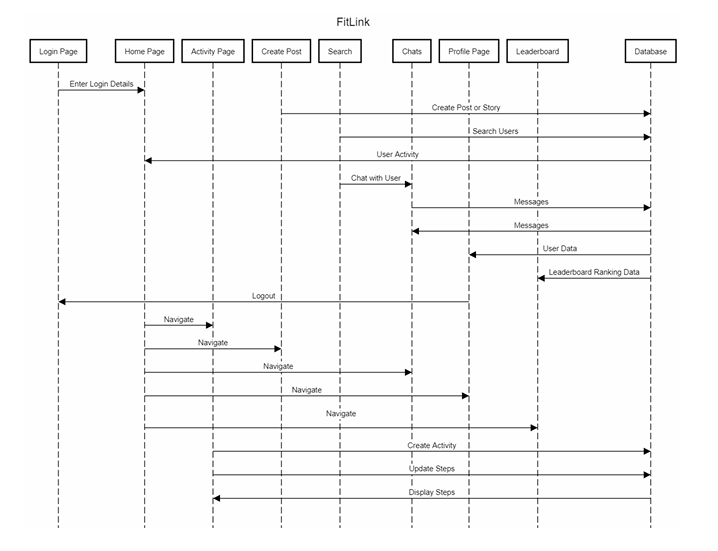 FitLink
Login Page Home Page Activity Page Create Post Search Chats Profile Page Leaderboard Database
Enter Login Details
Create Post or Story
Search Users
User Activity
Chat with User
Messages
Messages
User Data
Leaderboard Ranking Data
Logout
Navigate
Navigate
Navigate
Navigate
Navigate
Create Activity
Update Steps
Display Steps